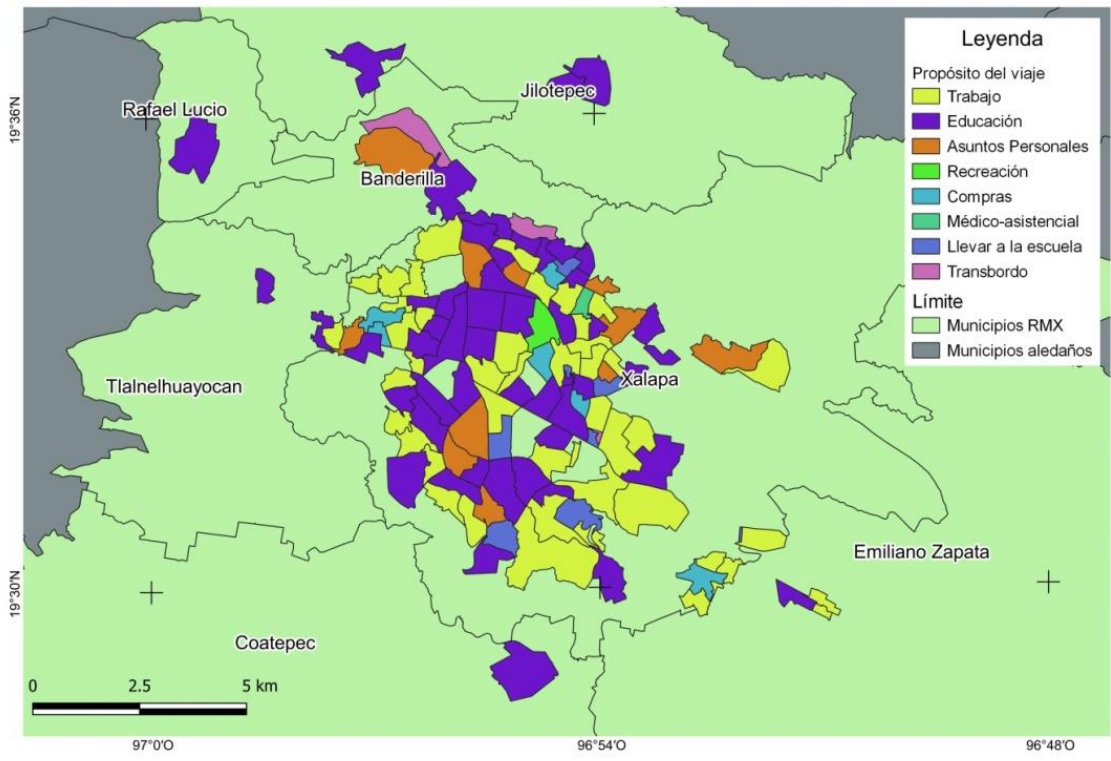 Leyenda
Propósito del viaje
Trabajo
Educación
Asuntos Personales
Recreación
Compras
Médico-asistencial
Llevar a la escuela
Transbordo
Límite
Municipios RMX
Municipios aledaños
19°36'N
Rafael Lucio
Jilotepec
Banderilla
Tlalnelhuayocan
Xalapa
Emiliano Zapata
19°30'N
Coatepec
0 2.5 5 km
97°0'O 96°54'O 96°48'O